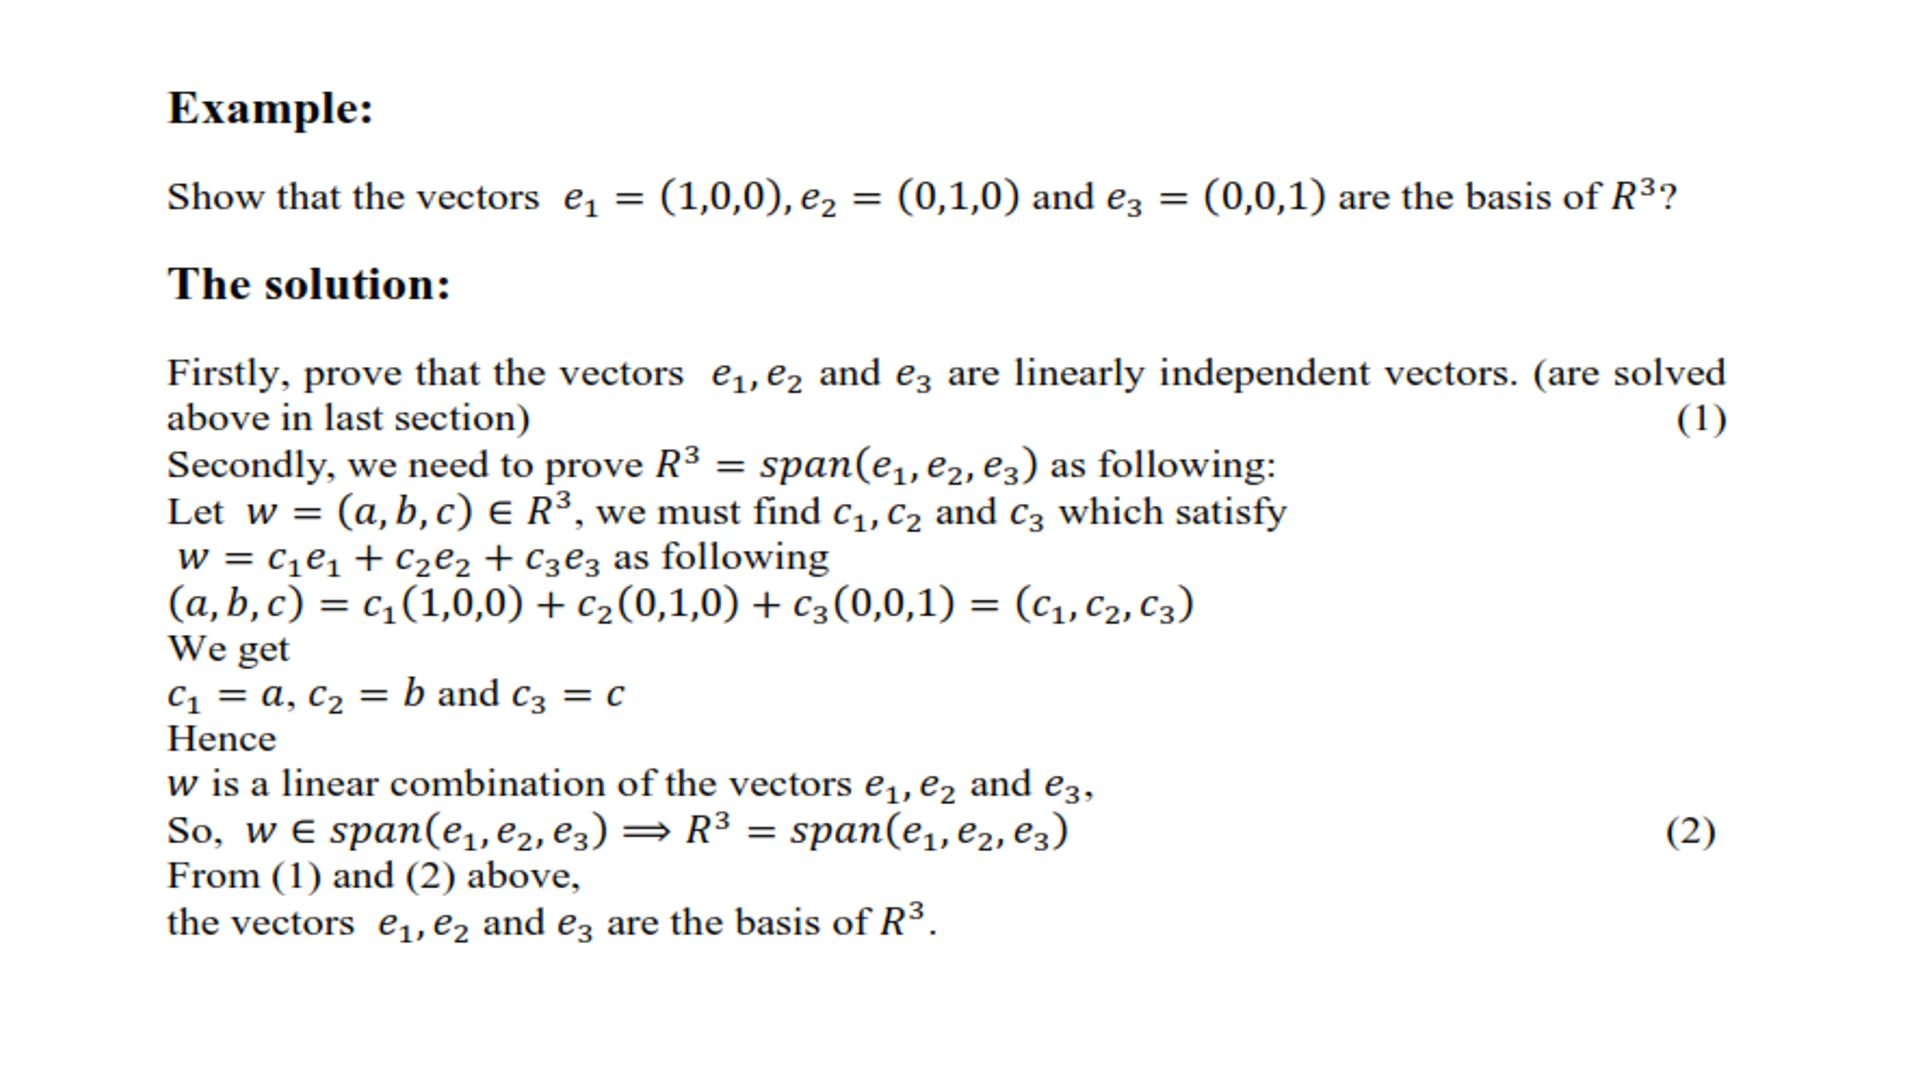 Example:
Show that the vectors e₁ = (1,0,0), e₂ = (0,1,0) and e₃ = (0,0,1) are the basis of R³?
The solution:
Firstly, prove that the vectors e₁, e₂ and e₃ are linearly independent vectors. (are solved
above in last section) (1)
Secondly, we need to prove R³ = span(e₁, e₂, e₃) as following:
Let w = (a, b, c) ∈ R³, we must find c₁, c₂ and c₃ which satisfy
w = c₁e₁ + c₂e₂ + c₃e₃ as following
(a, b, c) = c₁(1,0,0) + c₂(0,1,0) + c₃(0,0,1) = (c₁, c₂, c₃)
We get
c₁ = a, c₂ = b and c₃ = c
Hence
w is a linear combination of the vectors e₁, e₂ and e₃,
So, w ∈ span(e₁, e₂, e₃) ⟹ R³ = span(e₁, e₂, e₃) (2)
From (1) and (2) above,
the vectors e₁, e₂ and e₃ are the basis of R³.